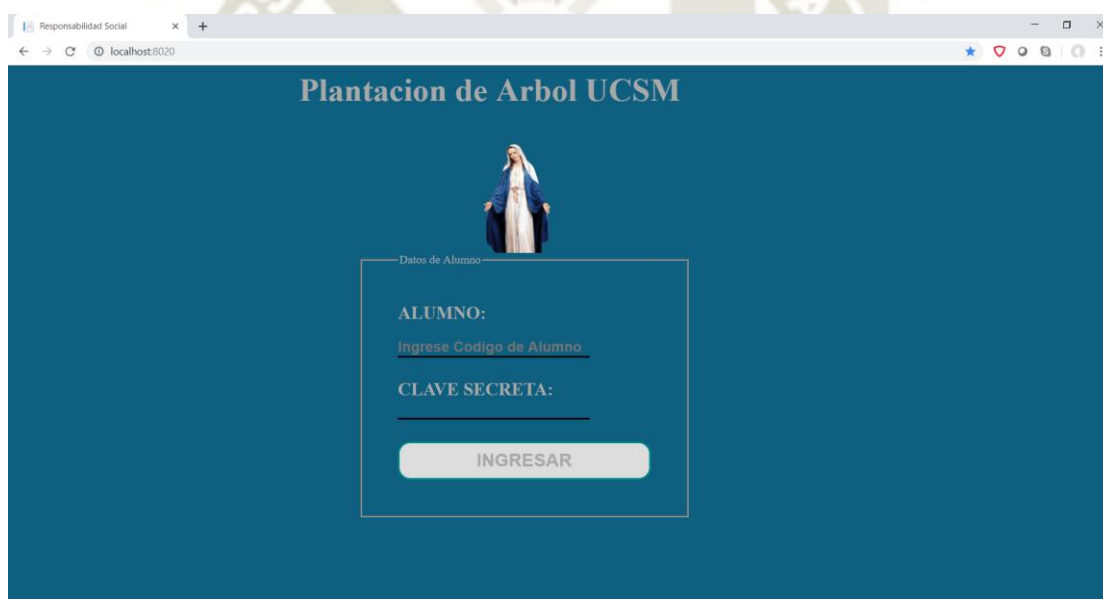 Responsabilidad Social
localhost:8020
Plantacion de Arbol UCSM
Datos de Alumno
ALUMNO:
Ingrese Codigo de Alumno
CLAVE SECRETA:
INGRESAR